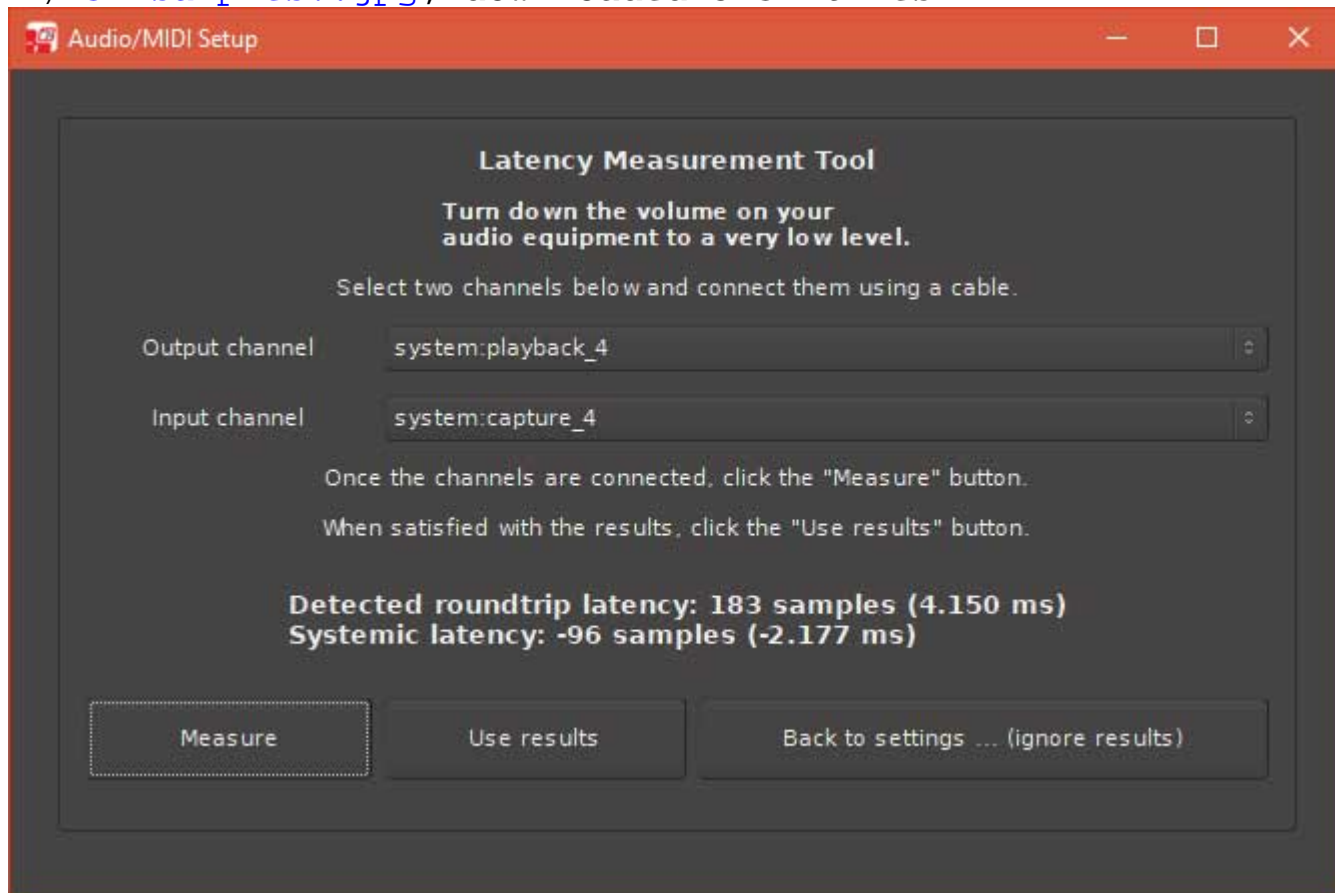 Audio/MIDI Setup
Latency Measurement Tool
Turn down the volume on your
audio equipment to a very low level.
Select two channels below and connect them using a cable.
Output channel system:playback_4
Input channel system:capture_4
Once the channels are connected, click the "Measure" button.
When satisfied with the results, click the "Use results" button.
Detected roundtrip latency: 183 samples (4.150 ms)
Systemic latency: -96 samples (-2.177 ms)
Measure Use results Back to settings ... (ignore results)